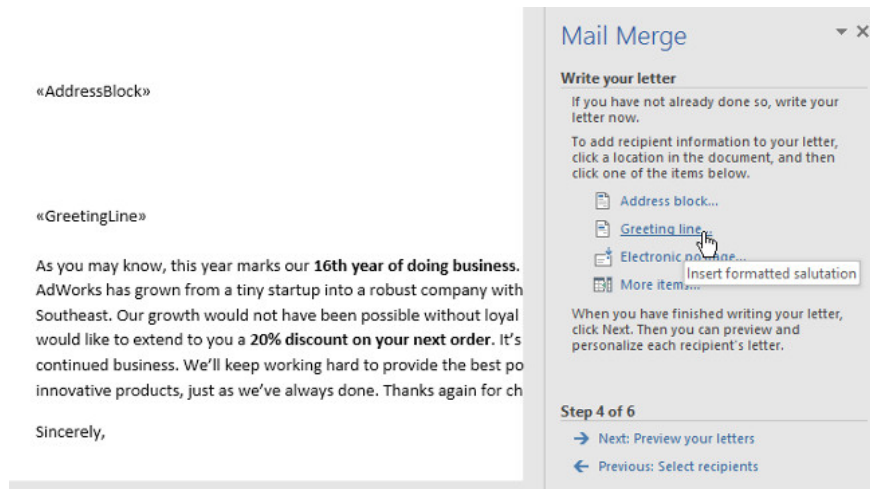 «AddressBlock»
«GreetingLine»
As you may know, this year marks our 16th year of doing business.
AdWorks has grown from a tiny startup into a robust company with
Southeast. Our growth would not have been possible without loyal
would like to extend to you a 20% discount on your next order. It's
continued business. We'll keep working hard to provide the best po
innovative products, just as we've always done. Thanks again for ch
Sincerely,
Mail Merge
Write your letter
If you have not already done so, write your
letter now.
To add recipient information to your letter,
click a location in the document, and then
click one of the items below.
Address block...
Greeting line...
Electronic
Insert formatted salutation
More items...
When you have finished writing your letter,
click Next. Then you can preview and
personalize each recipient's letter.
Step 4 of 6
Next: Preview your letters
Previous: Select recipients